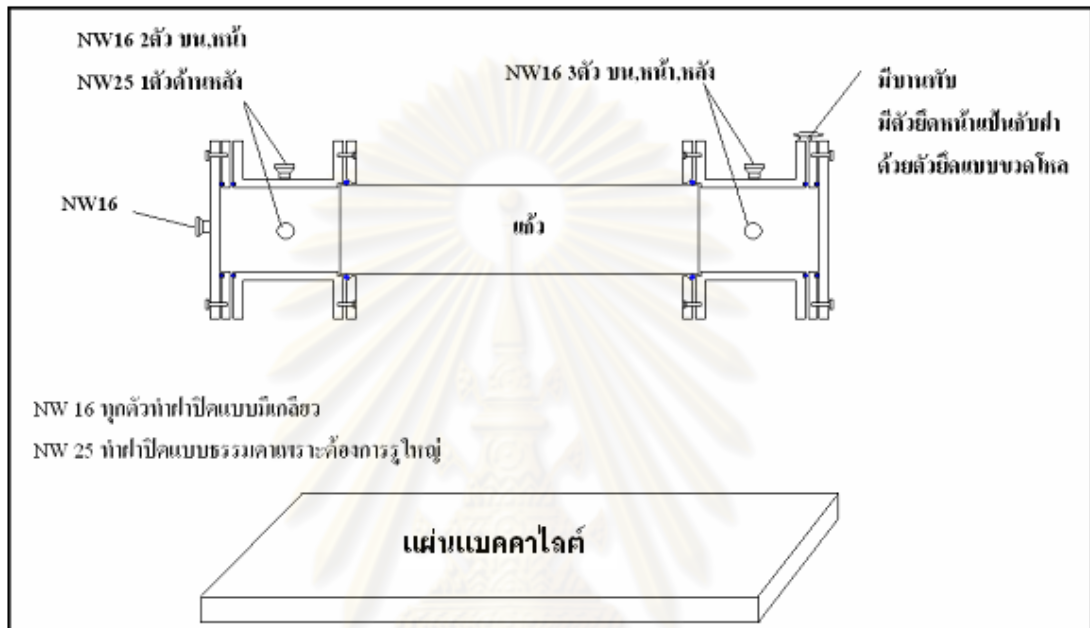 NW16 2ตัว บน,หน้า
NW25 1ตัวด้านหลัง
NW16 3ตัว บน,หน้า,หลัง
มีบานพับ
มีตัวยึดหน้าแปนกับฝา
ด้วยตัวยึดแบบขวดโหล
NW16
แก้ว
NW 16 ทุกตัวทำฝาปิดแบบมีเกลียว
NW 25 ทำฝาปิดแบบธรรมดาเพราะต้องการรูใหญ่
แผ่นแบคคาไลต์